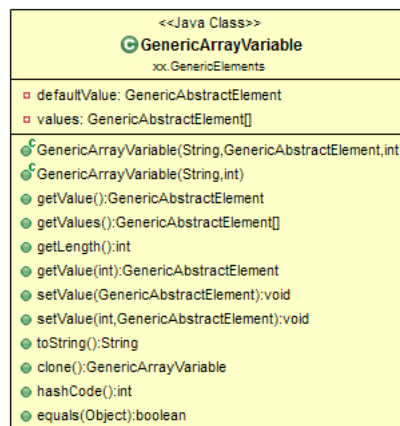 <<Java Class>>
GenericArrayVariable
xx.GenericElements
defaultValue: GenericAbstractElement
values: GenericAbstractElement[]
GenericArrayVariable(String,GenericAbstractElement,int)
GenericArrayVariable(String,int)
getValue():GenericAbstractElement
getValues():GenericAbstractElement[]
getLength():int
getValue(int):GenericAbstractElement
setValue(GenericAbstractElement):void
setValue(int,GenericAbstractElement):void
toString():String
clone():GenericArrayVariable
hashCode():int
equals(Object):boolean